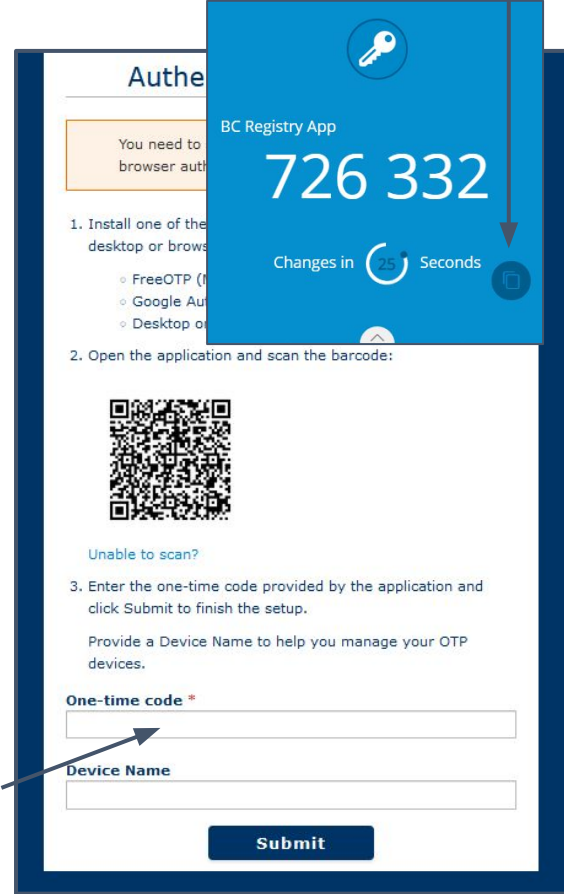 Authe
BC Registry App
726 332
Changes in 25 Seconds
You need to
browser auth
1. Install one of the
desktop or brows
FreeOTP (
Google Aut
Desktop or
2. Open the application and scan the barcode:
Unable to scan?
3. Enter the one-time code provided by the application and
click Submit to finish the setup.
Provide a Device Name to help you manage your OTP
devices.
One-time code *
Device Name
Submit